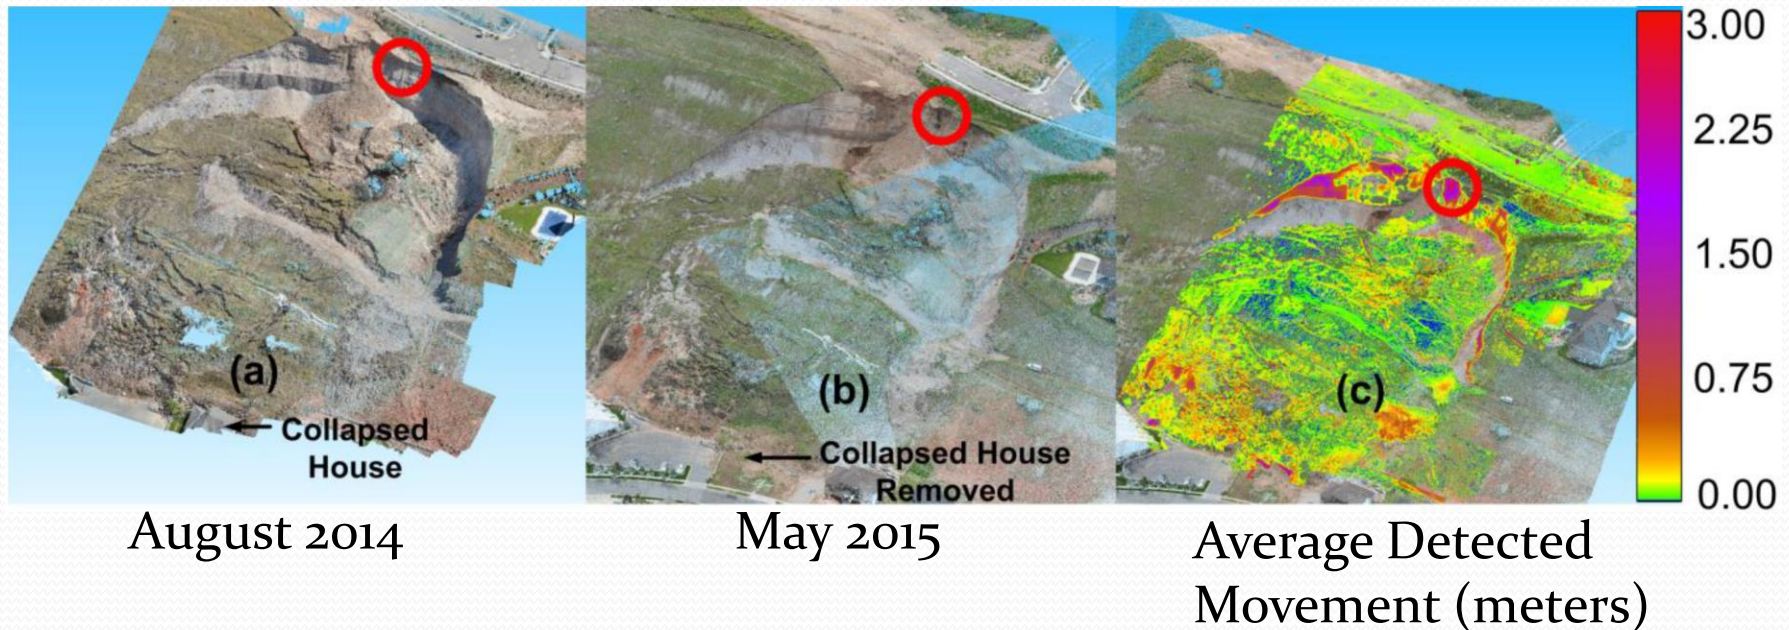 (a)
← Collapsed
House
August 2014
(b)
← Collapsed House
Removed
May 2015
(c)
3.00
2.25
1.50
0.75
0.00
Average Detected
Movement (meters)